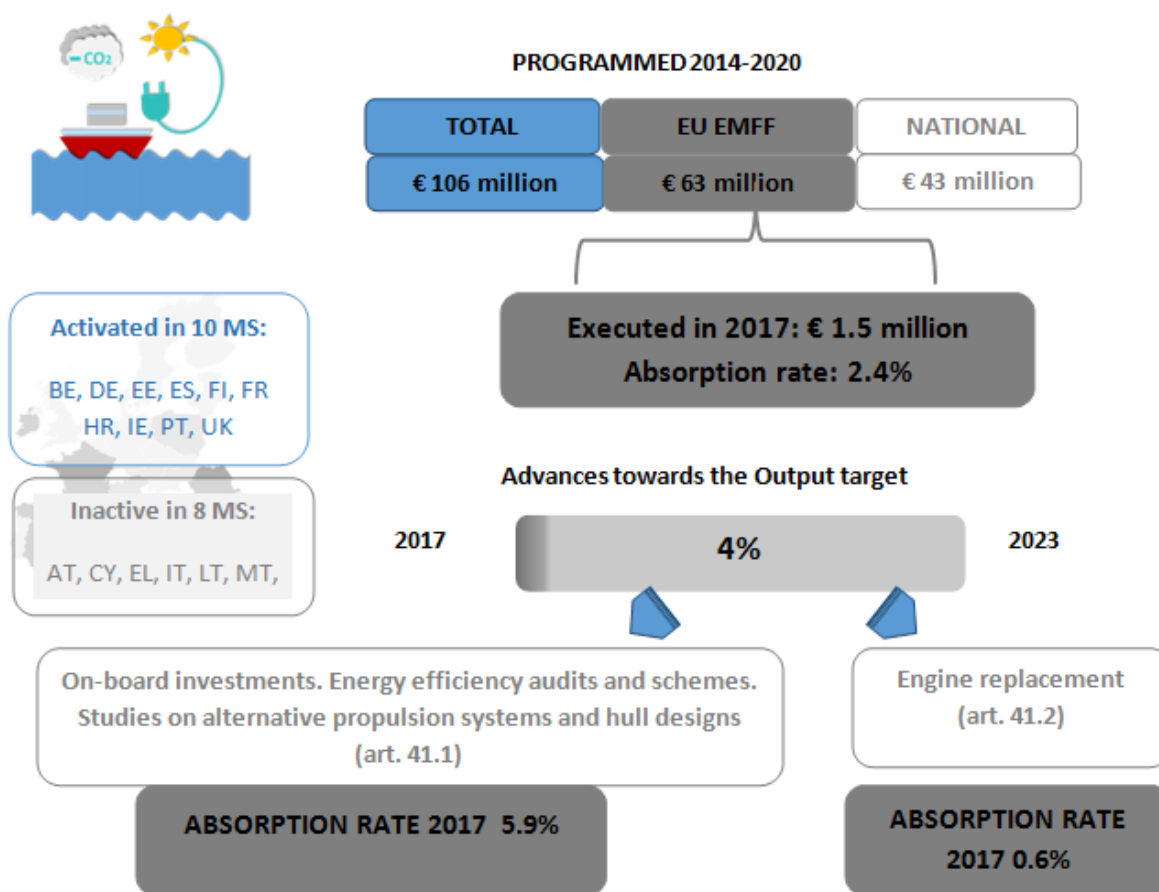 – CO₂
PROGRAMMED 2014-2020
TOTAL
EU EMFF
NATIONAL
€ 106 million
€ 63 million
€ 43 million
Executed in 2017: € 1.5 million
Absorption rate: 2.4%
Activated in 10 MS:
BE, DE, EE, ES, FI, FR
HR, IE, PT, UK
Inactive in 8 MS:
AT, CY, EL, IT, LT, MT,
Advances towards the Output target
2017
4%
2023
On-board investments. Energy efficiency audits and schemes.
Studies on alternative propulsion systems and hull designs
(art. 41.1)
ABSORPTION RATE 2017 5.9%
Engine replacement
(art. 41.2)
ABSORPTION RATE
2017 0.6%